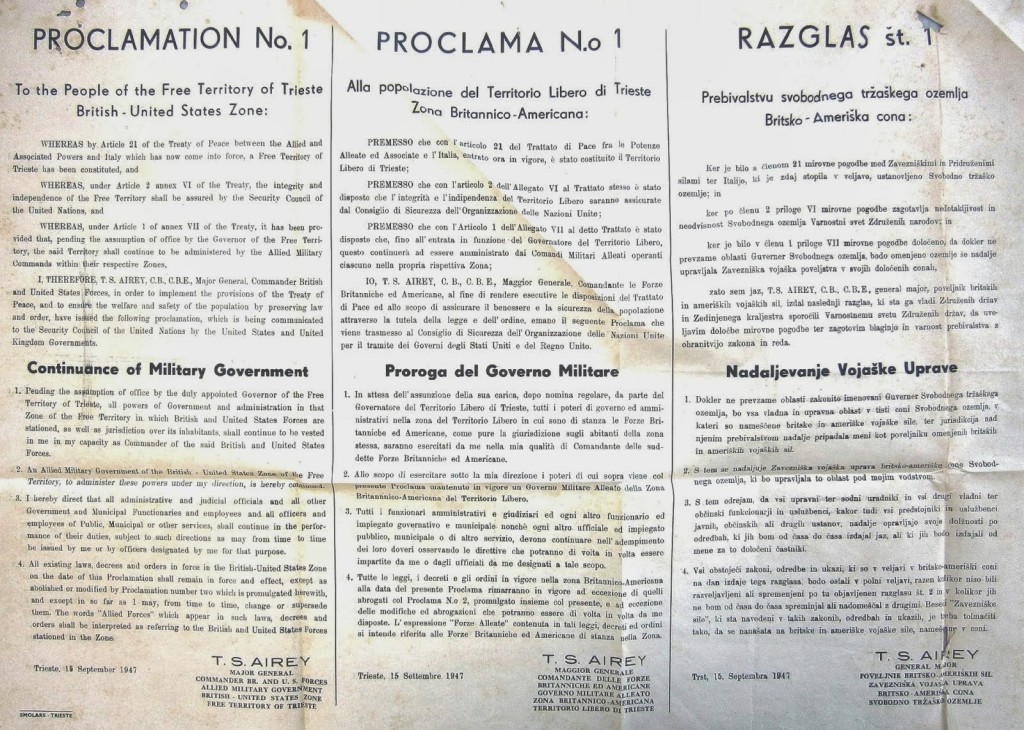 PROCLAMATION No. 1
To the People of the Free Territory of Trieste
British - United States Zone:
WHEREAS by Article 21 of the Treaty of Peace between the Allied and
Associated Powers and Italy which has now come into force, a Free Territory of
Trieste has been constituted, and
WHEREAS, under Article 2 annex VI of the Treaty, the integrity and
independence of the Free Territory shall be assured by the Security Council of
the United Nations, and
WHEREAS, under Article 1 of annex VII of the Treaty, it has been pro-
vided that, pending the assumption of office by the Governor of the Free Terri-
tory, the said Territory shall continue to be administered by the Allied Military
Commands within their respective Zones,
I. THEREFORE, T.S. AIREY, C.B., C.B.E., Major General, Commander British
and United States Forces, in order to implement the provisions of the Treaty of
Peace, and to ensure the welfare and safety of the population by preserving law
and order, have issued the following proclamation, which is being communicated
to the Security Council of the United Nations by the United States and United
Kingdom Governments.
Continuance of Military Government
1. Pending the assumption of office by the duly appointed Governor of the Free
Territory of Trieste, all powers of Government and administration in that
Zone of the Free Territory in which British and United States Forces are
stationed, as well as jurisdiction over its inhabitants, shall continue to be vested
in me in my capacity as Commander of the said British and United States
Forces.
2. An Allied Military Government of the British - United States Zone of the Free
Territory, to administer these powers under my direction, is hereby continued.
3. I hereby direct that all administrative and judicial officials and all other
Government and Municipal Functionaries and employees and all officers and
employees of Public, Municipal or other services, shall continue in the perfor-
mance of their duties, subject to such directions as may from time to time
be issued by me or by officers designated by me for that purpose.
4. All existing laws, decrees and orders in force in the British-United States Zone
on the date of this Proclamation shall remain in force and effect, except as
abolished or modified by Proclamation number two which is promulgated herewith,
and except in so far as I may, from time to time, change or supersede
them. The words "Allied Forces" which appear in such laws, decrees and
orders shall be interpreted as referring to the British and United States Forces
stationed in the Zone
Trieste, 15 September 1947
T. S. AIREY
MAJOR GENERAL
COMMANDER BR. AND U. S. FORCES
ALLIED MILITARY GOVERNMENT
BRITISH - UNITED STATES ZONE
FREE TERRITORY OF TRIESTE
SMOLARS - TRIESTE
PROCLAMA N.o 1
Alla popolazione del Territorio Libero di Trieste
Zona Britannico-Americana:
PREMESSO che con l'articolo 21 del Trattato di Pace fra le Potenze
Alleate ed Associate e l'Italia, entrato ora in vigore, è stato costituito il Territorio
Libero di Trieste;
PREMESSO che con l'articolo 2 dell'Allegato VI al Trattato stesso è stato
disposto che l'integrità e l'indipendenza del Territorio Libero saranno assicurate
dal Consiglio di Sicurezza dell'Organizzazione delle Nazioni Unite;
PREMESSO che con l'Articolo 1 dell'Allegato VII al detto Trattato è stato
disposto che, fino all'entrata in funzione del Governatore del Territorio Libero,
questo continuerà ed essere amministrato dai Comandi Militari Alleati operanti
ciascuno nella propria rispettiva Zona;
IO, T. S. AIREY, C. B., C. B. E., Maggior Generale, Comandante le Forze
Britanniche ed Americane, al fine di rendere esecutive le disposizioni del Trattato
di Pace ed allo scopo di assicurare il benessere e la sicurezza della popolazione
attraverso la tutela della legge e dell'ordine, emano il seguente Proclama che
viene trasmesso al Consiglio di Sicurezza dell'Organizzazione delle Nazioni Unite
per il tramite dei Governi degli Stati Uniti e del Regno Unito.
Proroga del Governo Militare
1. In attesa dell'assunzione della sua carica, dopo nomina regolare, da parte del
Governatore del Territorio Libero di Trieste, tutti i poteri di governo ed ammi-
nistrativi nella zona del Territorio Libero in cui sono di stanza le Forze Bri-
tanniche ed Americane, come pure la giurisdizione sugli abitanti della zona
stessa, saranno esercitati da me nella mia qualità di Comandante delle sud-
dette Forze Britanniche ed Americane.
2. Allo scopo di esercitare sotto la mia direzione i poteri di cui sopra viene col
presente Proclama mantenuto in vigore un Governo Militare Alleato della Zona
Britannico-Americana del Territorio Libero.
3. Tutti i funzionari amministrativi e giudiziari ed ogni altro funzionario ed
impiegato governativo e municipale nonchè ogni altro ufficiale ed impiegato
pubblico, municipale o di altro servizio, devono continuare nell'adempimento
dei loro doveri osservando le direttive che potranno di volta in volta essere
impartite da me o dagli ufficiali da me designati a tale scopo.
4. Tutte le leggi, i decreti e gli ordini in vigore nella zona Britannico-Americana
alla data del presente Proclama rimarranno in vigore ad eccezione di quelli
abrogati col Proclama No 2, promulgato insieme col presente, e ad eccezione
delle modifiche ed abrogazioni che potranno essere di volta in volta da me
disposte. L'espressione "Forze Alleate" contenuta in tali leggi, decreti ed ordini
si intende riferita alle Forze Britanniche ed Americane di stanza nella Zona.
Trieste, 15 Settembre 1947
T. S. AIREY
MAGGIOR GENERALE
COMANDANTE DELLE FORZE
BRITANNICHE ED AMERICANE
GOVERNO MILITARE ALLEATO
ZONA BRITANNICO-AMERICANA
TERRITORIO LIBERO DI TRIESTE
RAZGLAS št. 1
Prebivalstvu svobodnega tržaškega ozemlja
Britsko - Ameriška cona:
Ker je bilo s členom 21 mirovne pogodbe med Zavezniškimi in Pridruženimi
silami ter Italijo, ki je zdaj stopila v veljavo, ustanovljeno Svobodno tržaško
ozemlje; in
kor po členu 2 priloge VI mirovne pogodbe zagotavlja nedotakljivost in
neodvisnost Svobodnega ozemlja Varnostni svet Združenih narodov; in
ker je bilo v členu 1 priloge VII mirovne pogodbe določeno, da dokler ne
prevzame oblasti Guverner Svobodnega ozemlja, bodo omenjeno ozemlje še nadalje
upravljala Zavezniška vojaška poveljstva v svojih določenih conah,
zato sem jaz, T.S. AIREY, C.B., C.B.E., general major, poveljnik britskih
in ameriških vojaških sil, izdal naslednji razglas, ki sta ga vladi Združenih držav
in Zedinjenega kraljestva sporočili Varnostnemu svetu Združenih držav, da uve-
ljavim določbe mirovne pogodbe ter zagotovim blaginjo in varnost prebivalstva z
ohranitvijo zakona in reda.
Nadaljevanje Vojaške Uprave
1. Dokler ne prevzame oblasti zakonito imenovani Guverner Svobodnega tržaškega
ozemlja, bo vsa vladna in upravna oblast v tisti coni Svobodnega ozemlja, v
kateri so nameščene britske in ameriške vojaške sile, ter jurisdikcija nad
njenim prebivalstvom nadalje pripadala meni kot poveljniku omenjenih britskih
in ameriških vojaških sil.
2. S tem se nadaljuje Zavezniška vojaška uprava britsko-ameriške cone Svobod-
nega ozemlja, ki bo upravljala to oblast pod mojim vodstvom.
3. S tem odrejam, da vsi upravni ter sodni uradniki in vsi drugi vladni ter
občinski funkcionarji in uslužbenci, kakor tudi vsi predstojniki in uslužbenci
javnih, občinskih ali drugih ustanov, nadalje opravljajo svoje dolžnosti po
odredbah, ki jih bom od časa do časa izdajal jaz, ali ki jih bodo izdajali od
mene za to določeni častniki.
4. Vsi obstoječi zakoni, odredbe in ukazi, ki so v veljavi v britsko-ameriški coni
na dan izdaje tega razglasa, bodo ostali v polni veljavi, razen kolikor niso bili
razveljavljeni ali spremenjeni po tu objavljenen razglasu št. 2 in v kolikor jih
ne bom od časa do časa spreminjal ali nadomeščal z drugimi. Besedi "Zavezniške
sile", ki sta navedeni v takih zakonih, odredbah in ukazih, je treba tolmačiti
tako, da se nanašata na britske in ameriške vojaške sile, nameščene v coni.
Trst, 15. Septembra 1947
T. S. AIREY
GENERAL MAJOR
POVELJNIK BRITSKO-AMERIŠKIH SIL
ZAVEZNIŠKA VOJAŠKA UPRAVA
BRITSKO - AMERIŠKA CONA
SVOBODNO TRŽAŠKO OZEMLJE